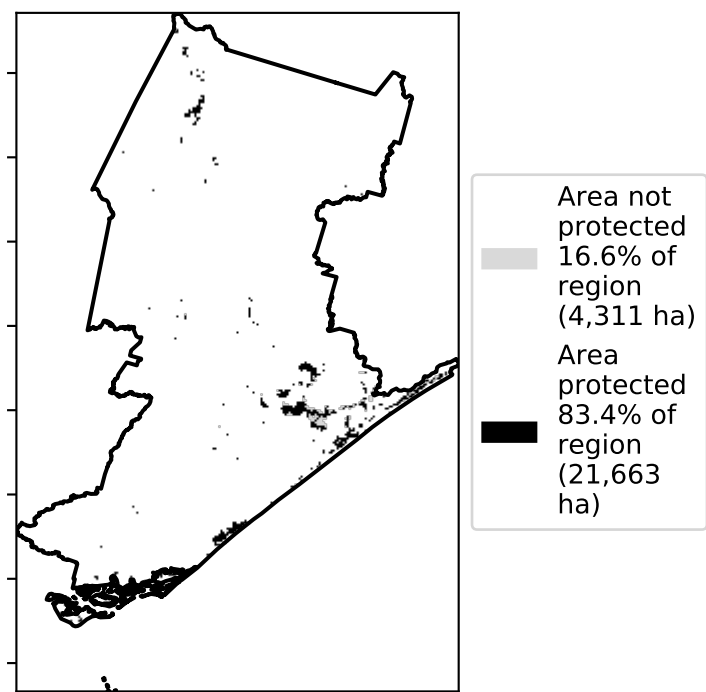 Area not
protected
16.6% of
region
(4,311 ha)
Area
protected
83.4% of
region
(21,663
ha)